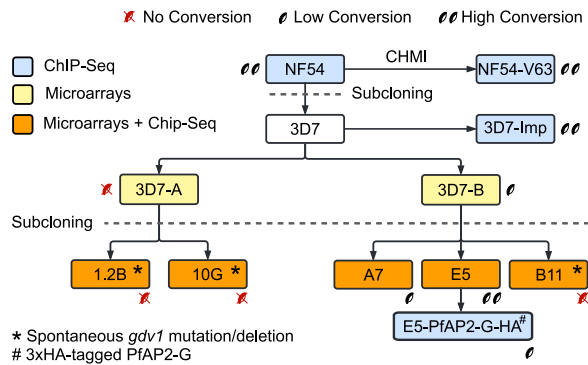 No Conversion Low Conversion High Conversion
ChIP-Seq
Microarrays
Microarrays + Chip-Seq
NF54 CHMI NF54-V63
Subcloning
3D7 3D7-Imp
3D7-A 3D7-B
Subcloning
1.2B * 10G * A7 E5 B11 *
E5-PfAP2-G-HA#
* Spontaneous gdv1 mutation/deletion
# 3xHA-tagged PfAP2-G